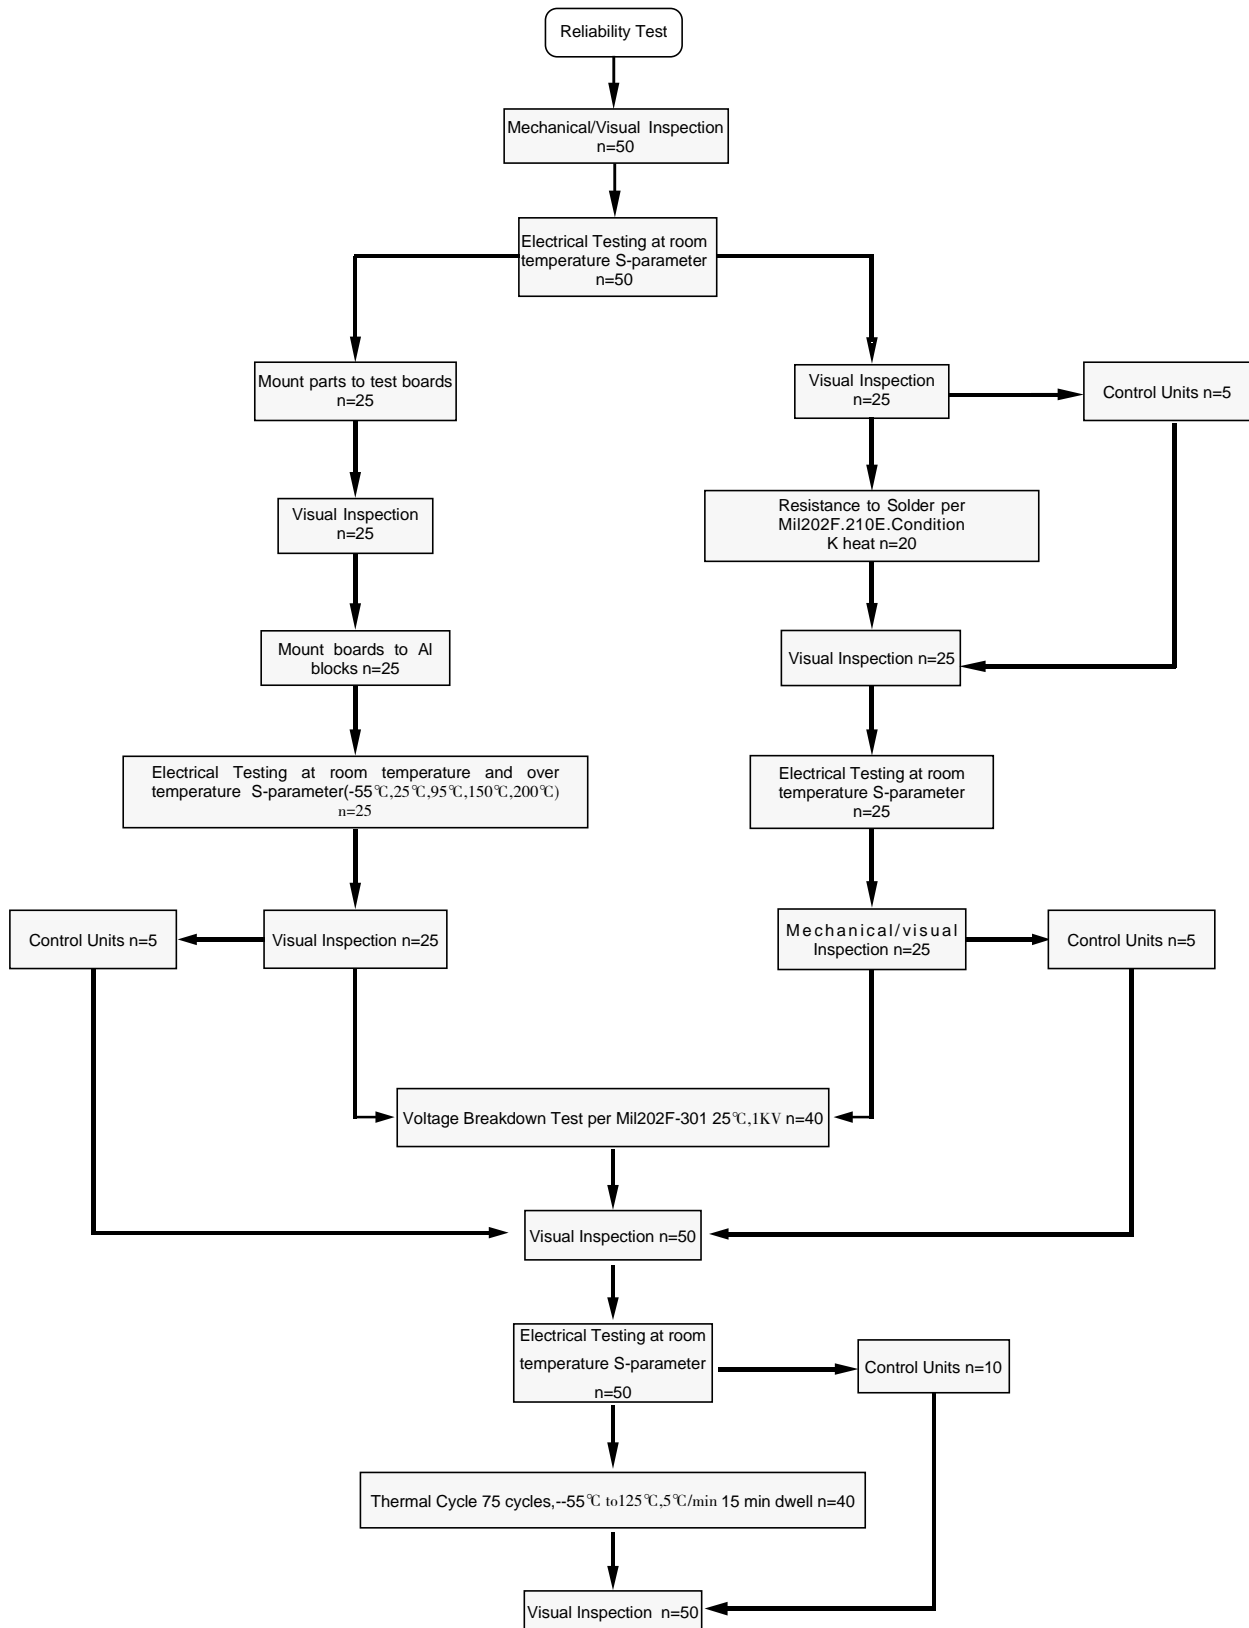 Reliability Test
Mechanical/Visual Inspection
n=50
Electrical Testing at room
temperature S-parameter
n=50
Mount parts to test boards
n=25
Visual Inspection
n=25
Control Units n=5
Visual Inspection
n=25
Resistance to Solder per
Mil202F.210E.Condition
K heat n=20
Mount boards to Al
blocks n=25
Visual Inspection n=25
Electrical Testing at room temperature and over
temperature S-parameter(-55℃,25℃,95℃,150℃,200℃)
n=25
Electrical Testing at room
temperature S-parameter
n=25
Control Units n=5
Visual Inspection n=25
Mechanical/visual
Inspection n=25
Control Units n=5
Voltage Breakdown Test per Mil202F-301 25℃,1KV n=40
Visual Inspection n=50
Electrical Testing at room
temperature S-parameter
n=50
Control Units n=10
Thermal Cycle 75 cycles,--55℃ to125℃,5℃/min 15 min dwell n=40
Visual Inspection n=50